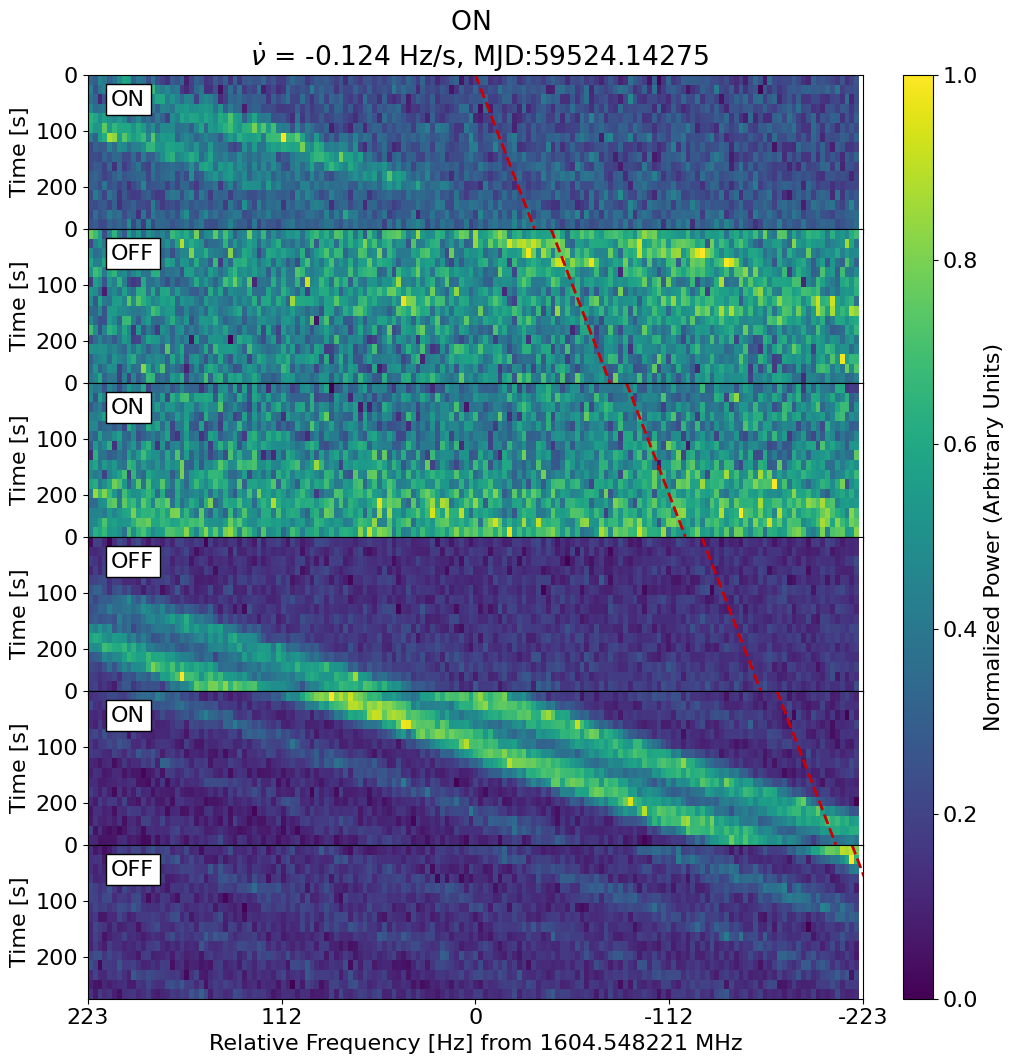 ON
ν̇ = -0.124 Hz/s, MJD:59524.14275
0
ON
100
Time [s]
200
0
OFF
100
Time [s]
200
0
ON
100
Time [s]
200
0
OFF
100
Time [s]
200
0
ON
100
Time [s]
200
0
OFF
100
Time [s]
200
223 112 0 -112 -223
Relative Frequency [Hz] from 1604.548221 MHz
1.0
0.8
0.6
0.4
0.2
0.0
Normalized Power (Arbitrary Units)